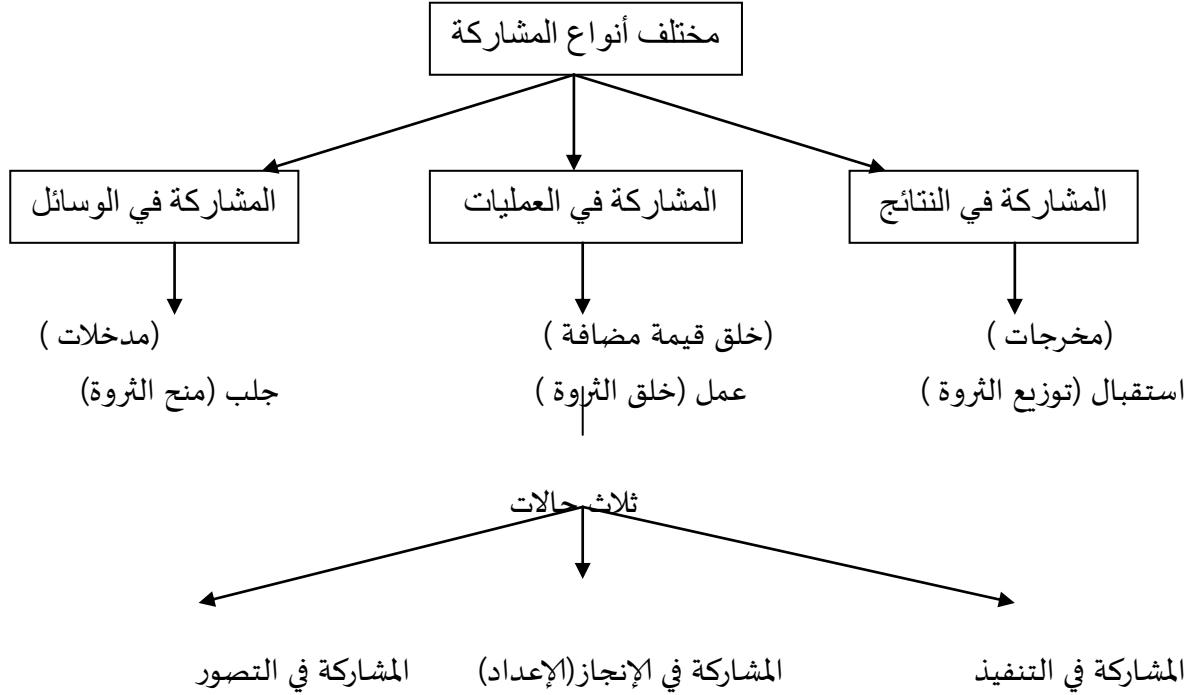 مختلف أنواع المشاركة
المشاركة في النتائج
المشاركة في العمليات
المشاركة في الوسائل
(مخرجات )
(خلق قيمة مضافة )
(مدخلات )
استقبال (توزيع الثروة )
عمل (خلق الثروة )
جلب (منح الثروة)
ثلاث حالات
المشاركة في التنفيذ
المشاركة في الإنجاز(الإعداد)
المشاركة في التصور